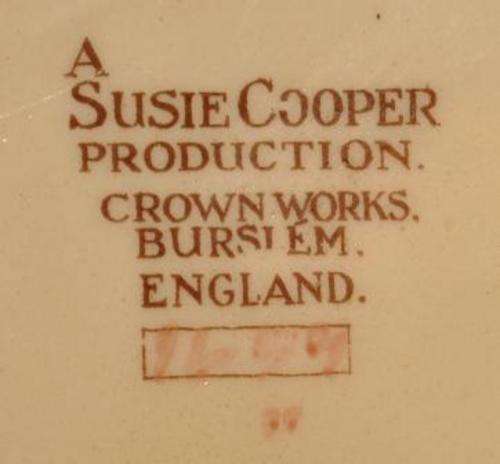 A
SUSIE COOPER
PRODUCTION.
CROWN WORKS.
BURSLEM.
ENGLAND.